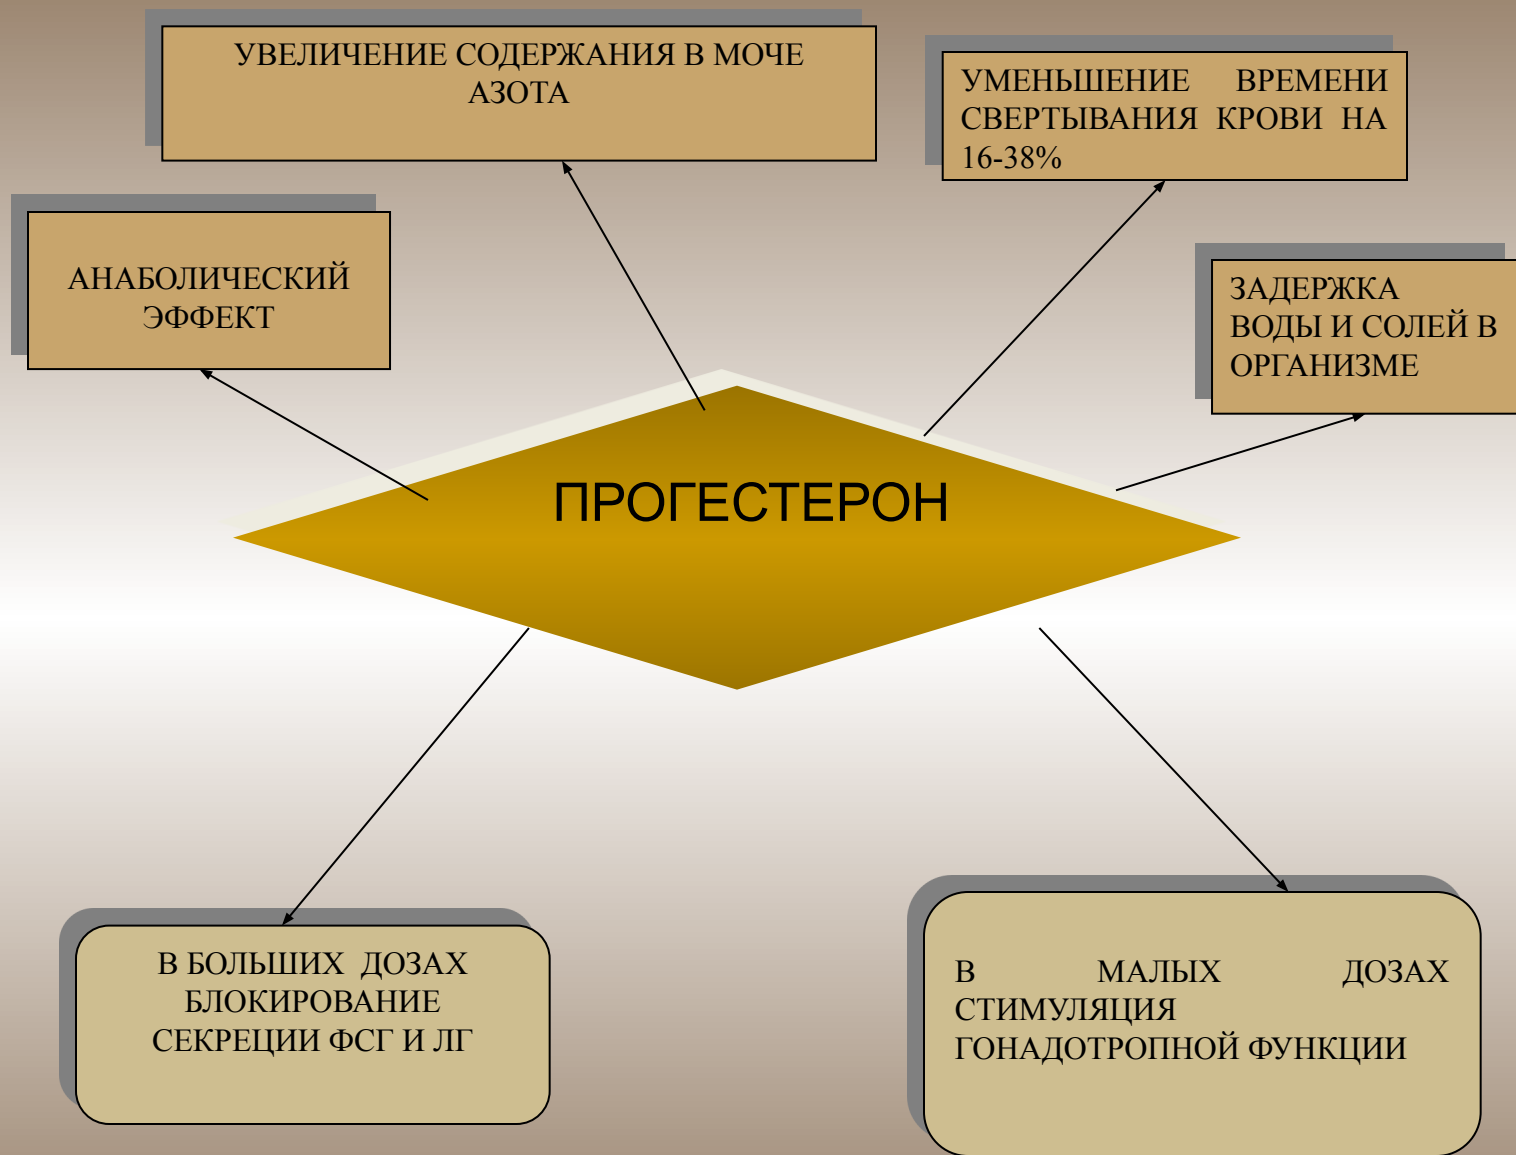 УВЕЛИЧЕНИЕ СОДЕРЖАНИЯ В МОЧЕ
АЗОТА
УМЕНЬШЕНИЕ ВРЕМЕНИ
СВЕРТЫВАНИЯ КРОВИ НА
16-38%
АНАБОЛИЧЕСКИЙ
ЭФФЕКТ
ЗАДЕРЖКА
ВОДЫ И СОЛЕЙ В
ОРГАНИЗМЕ
ПРОГЕСТЕРОН
В БОЛЬШИХ ДОЗАХ
БЛОКИРОВАНИЕ
СЕКРЕЦИИ ФСГ И ЛГ
В МАЛЫХ ДОЗАХ
СТИМУЛЯЦИЯ
ГОНАДОТРОПНОЙ ФУНКЦИИ